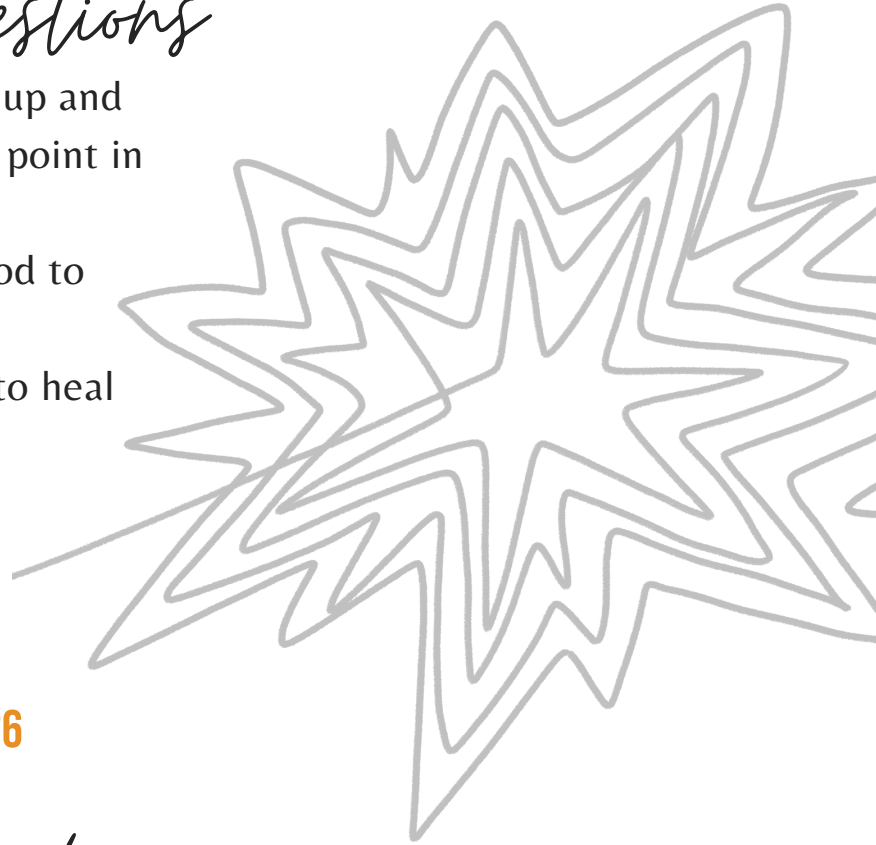 estions
up and
point in
od to
to heal
6